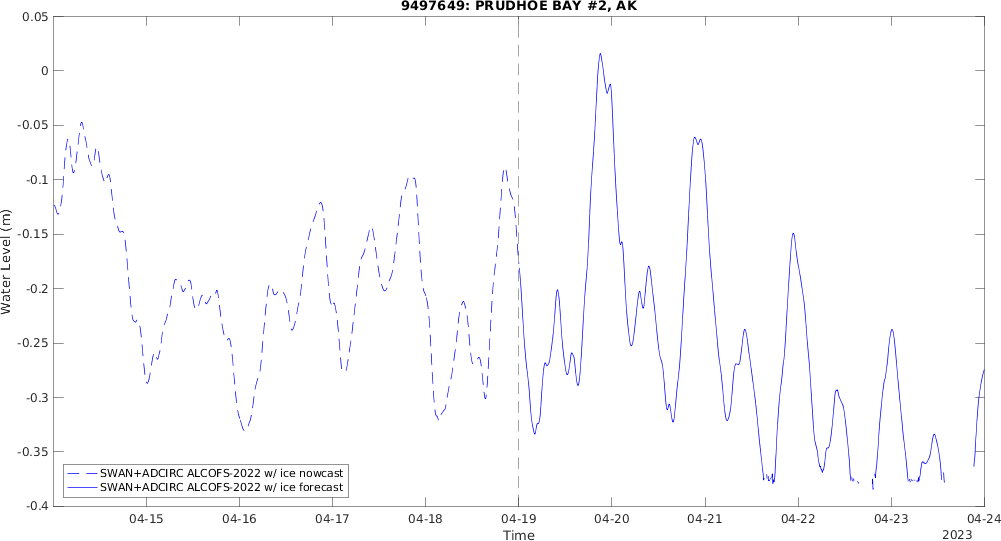 9497649: PRUDHOE BAY #2, AK
Water Level (m)
0.05
0
-0.05
-0.1
-0.15
-0.2
-0.25
-0.3
-0.35
-0.4
SWAN+ADCIRC ALCOFS-2022 w/ ice nowcast
SWAN+ADCIRC ALCOFS-2022 w/ ice forecast
04-15 04-16 04-17 04-18 04-19 04-20 04-21 04-22 04-23 04-24
Time
2023